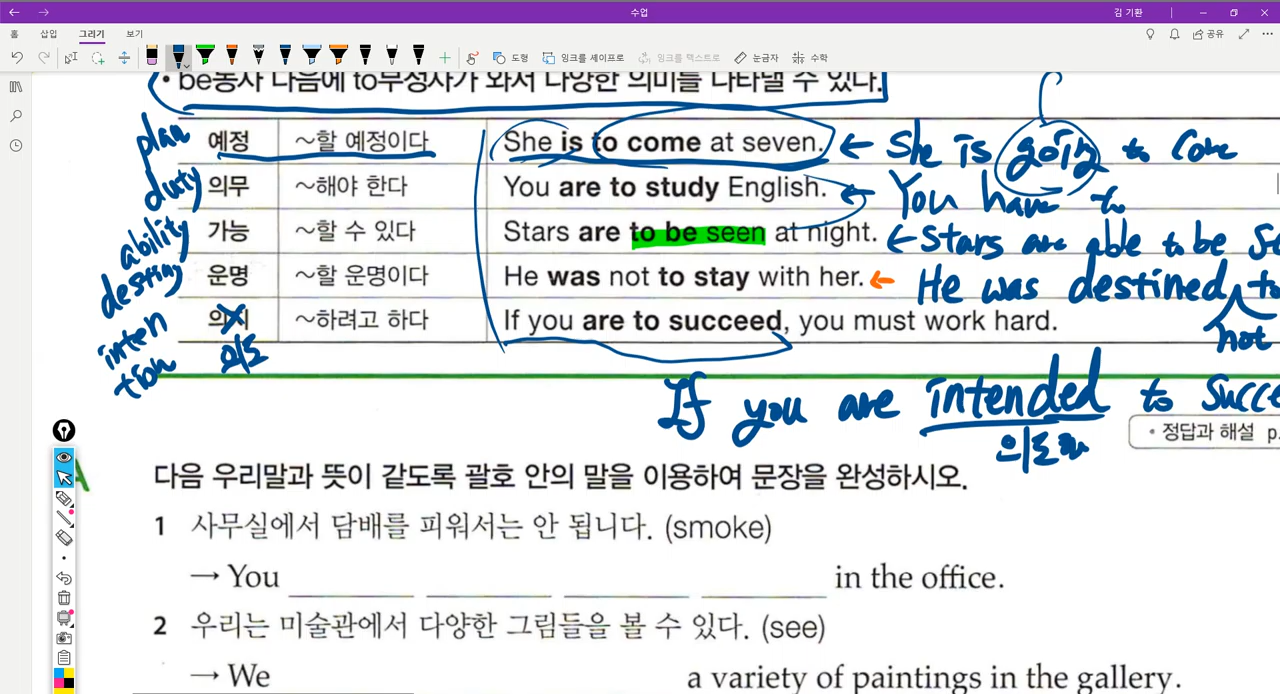 수업
김 기환
홈 삽입 그리기 보기
공유
도형 잉크를 셰이프로 잉크를 텍스트로 눈금자 수학
• be동사 다음에 to부정사가 와서 다양한 의미를 나타낼 수 있다.
plan 예정 ~할 예정이다 She is to come at seven. ← She is going to come
duty 의무 ~해야 한다 You are to study English. ← You have to
ability 가능 ~할 수 있다 Stars are to be seen at night. ← Stars are able to be
destiny 운명 ~할 운명이다 He was not to stay with her. ← He was destined to
not
intention ~하려고 하다 If you are to succeed, you must work hard.
의도
If you are intended to succe
• 정답과 해설 p.
A 다음 우리말과 뜻이 같도록 괄호 안의 말을 이용하여 문장을 완성하시오.
1 사무실에서 담배를 피워서는 안 됩니다. (smoke)
→ You ____ ____ ____ ____ in the office.
2 우리는 미술관에서 다양한 그림들을 볼 수 있다. (see)
→ We ____ a variety of paintings in the gallery.